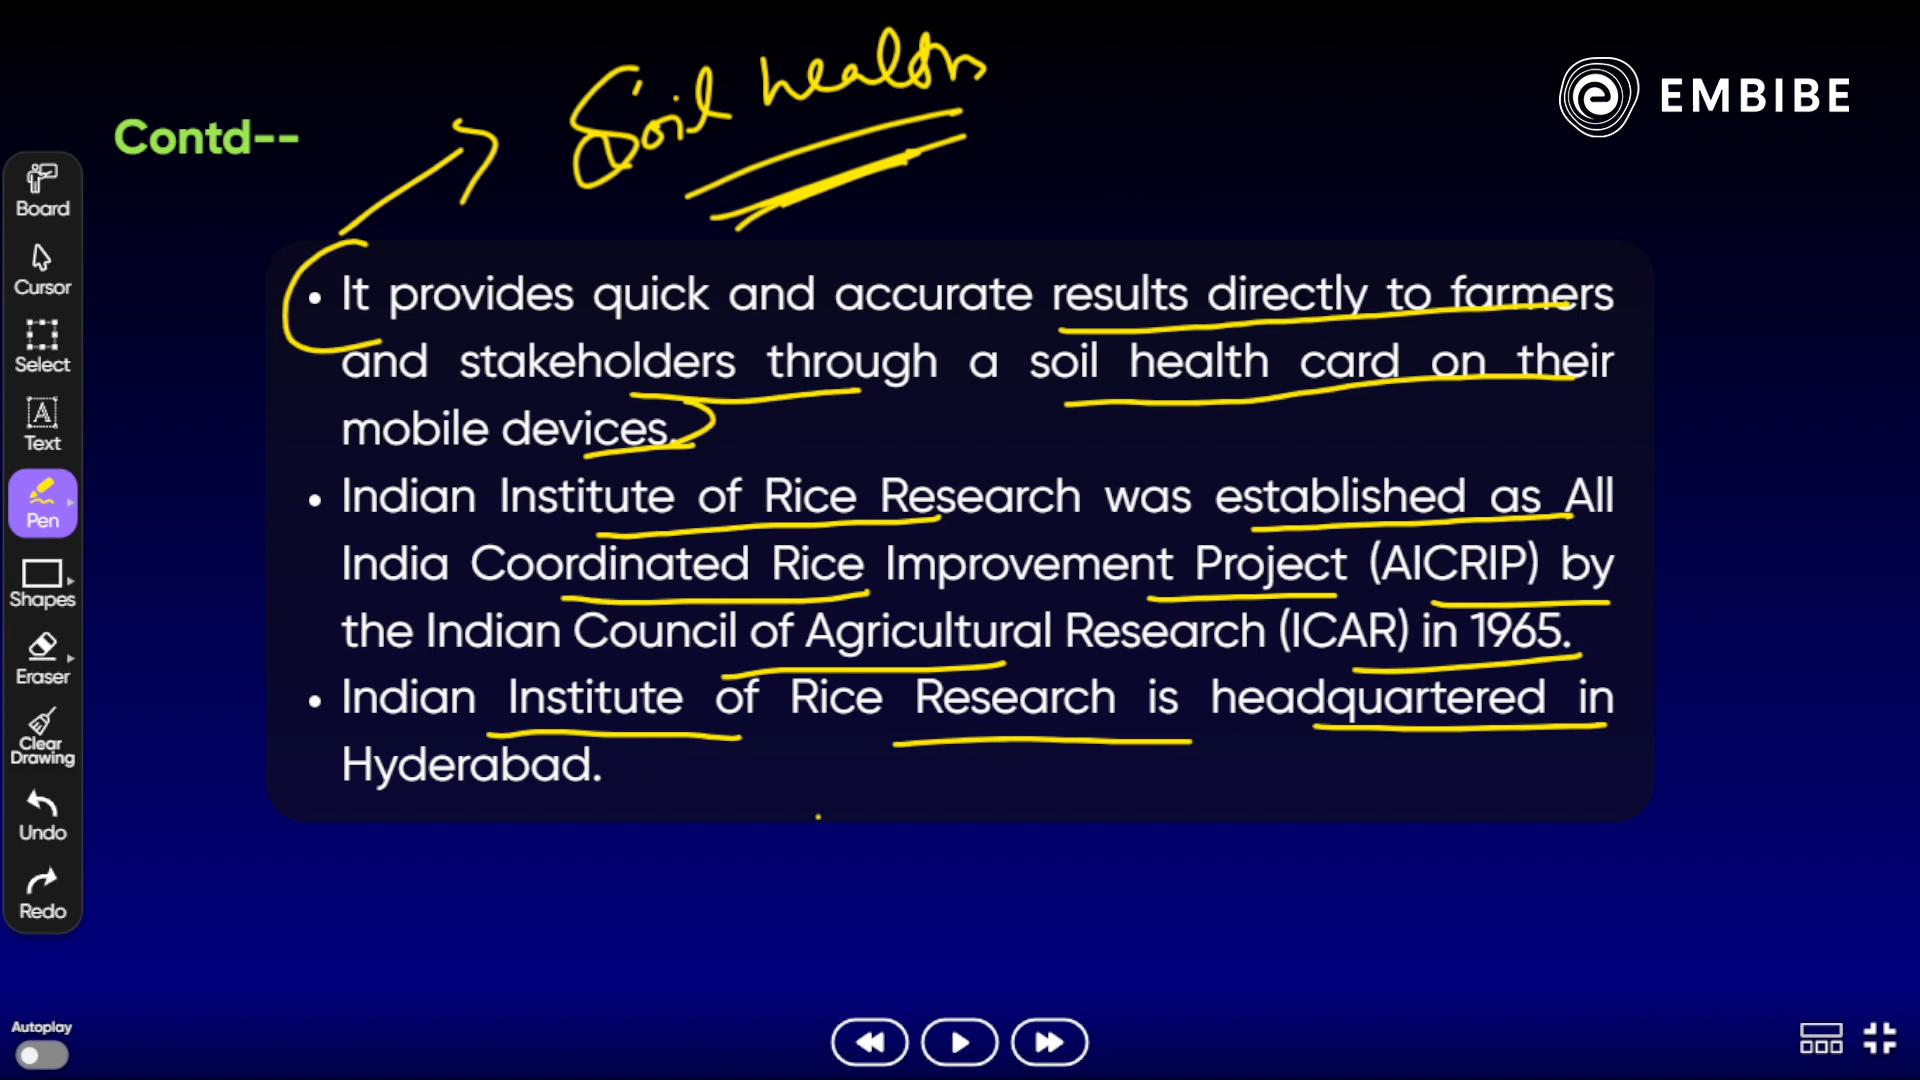 Soil health
EMBIBE
Contd--
Board
Cursor
Select
Text
Pen
Shapes
Eraser
Clear
Drawing
Undo
Redo
Autoplay
• It provides quick and accurate results directly to farmers
and stakeholders through a soil health card on their
mobile devices.
• Indian Institute of Rice Research was established as All
India Coordinated Rice Improvement Project (AICRIP) by
the Indian Council of Agricultural Research (ICAR) in 1965.
• Indian Institute of Rice Research is headquartered in
Hyderabad.